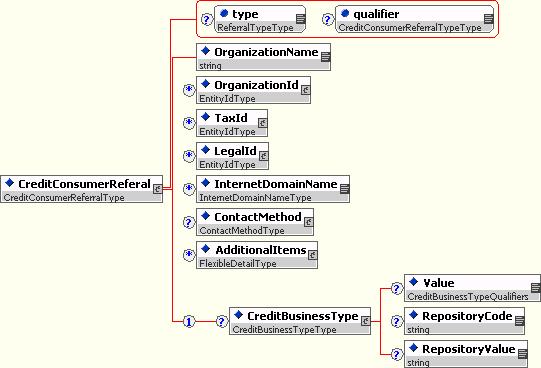 ? type ? qualifier
ReferralTypeType CreditConsumerReferralTypeType
OrganizationName
string
* OrganizationId
EntityIdType
* TaxId
EntityIdType
* LegalId
EntityIdType
CreditConsumerReferal * InternetDomainName
CreditConsumerReferralType InternetDomainNameType
? ContactMethod
ContactMethodType
* AdditionalItems
FlexibleDetailType
? Value
CreditBusinessTypeQualifiers
1 ? CreditBusinessType ? RepositoryCode
CreditBusinessTypeType string
? RepositoryValue
string